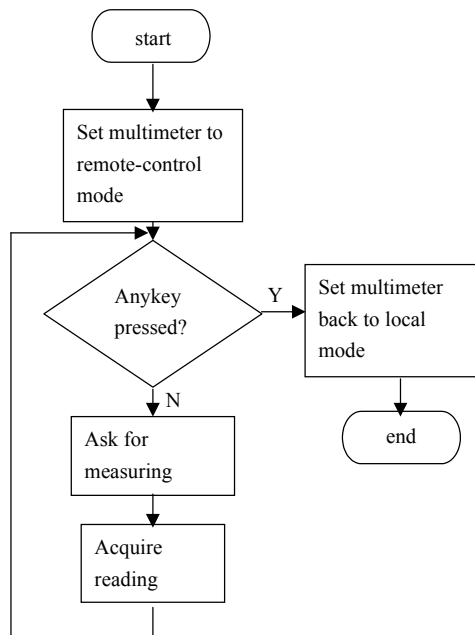 start
Set multimeter to
remote-control
mode
Anykey
pressed?
Y
Set multimeter
back to local
mode
N
end
Ask for
measuring
Acquire
reading